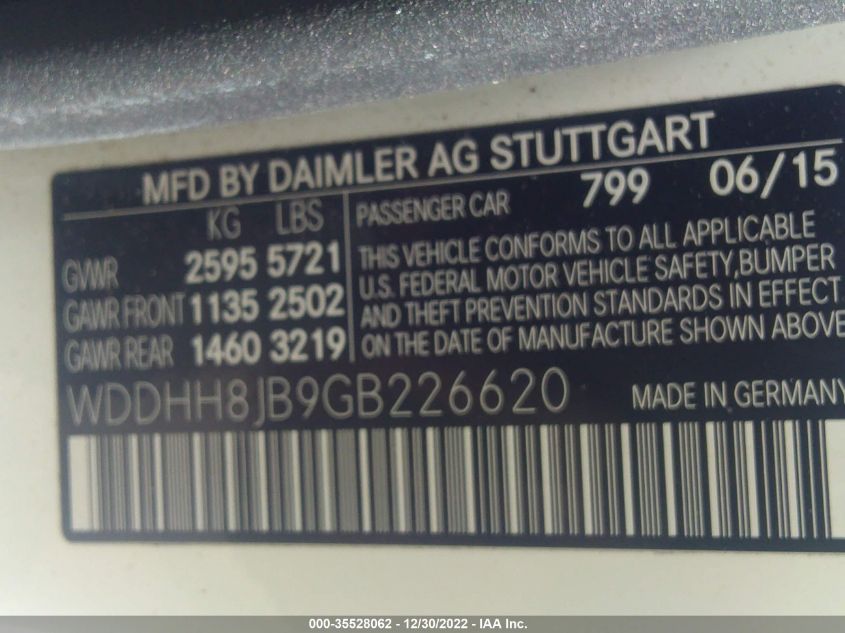 MFD BY DAIMLER AG STUTTGART
KG LBS
GVWR 2595 5721
GAWR FRONT 1135 2502
GAWR REAR 1460 3219
PASSENGER CAR 799 06/15
THIS VEHICLE CONFORMS TO ALL APPLICABLE
U.S. FEDERAL MOTOR VEHICLE SAFETY,BUMPER
AND THEFT PREVENTION STANDARDS IN EFFECT
ON THE DATE OF MANUFACTURE SHOWN ABOVE
WDDHH8JB9GB226620 MADE IN GERMANY
000-35528062 - 12/30/2022 - IAA Inc.